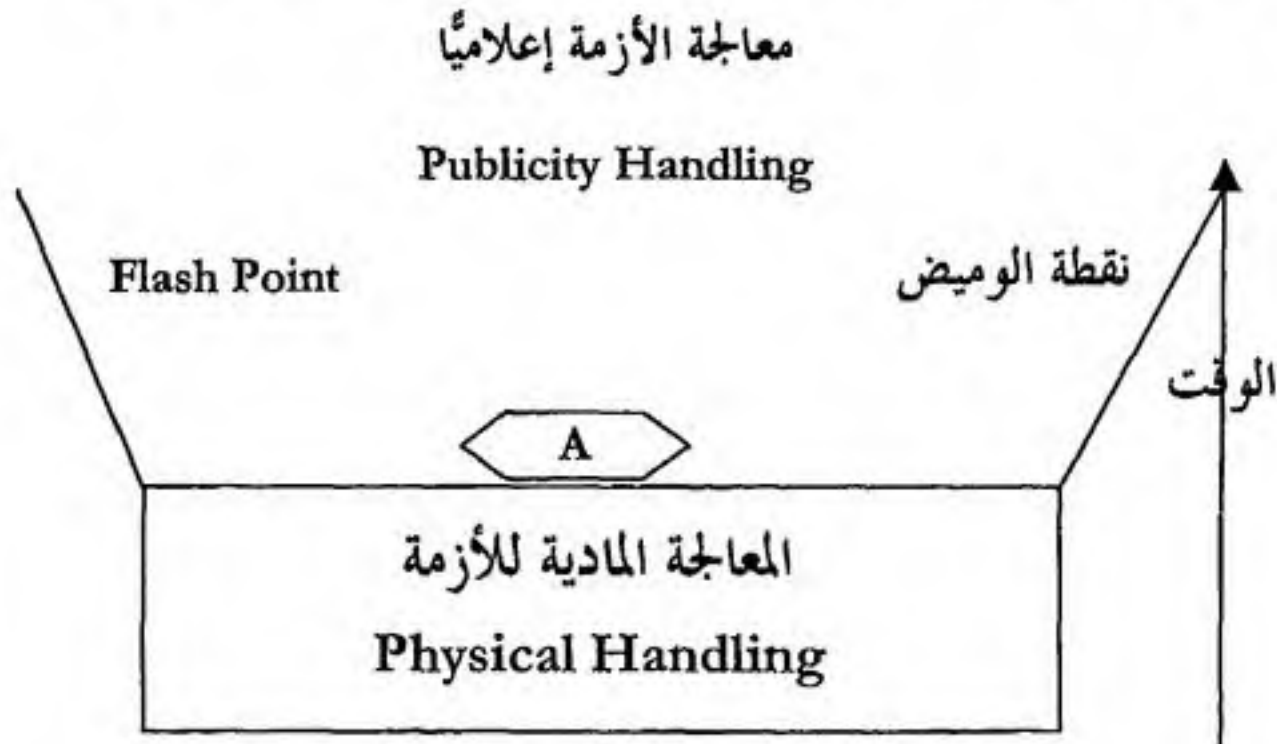 معالجة الأزمة إعلاميًّا
Publicity Handling
Flash Point
نقطة الوميض
الوقت
A
المعالجة المادية للأزمة
Physical Handling